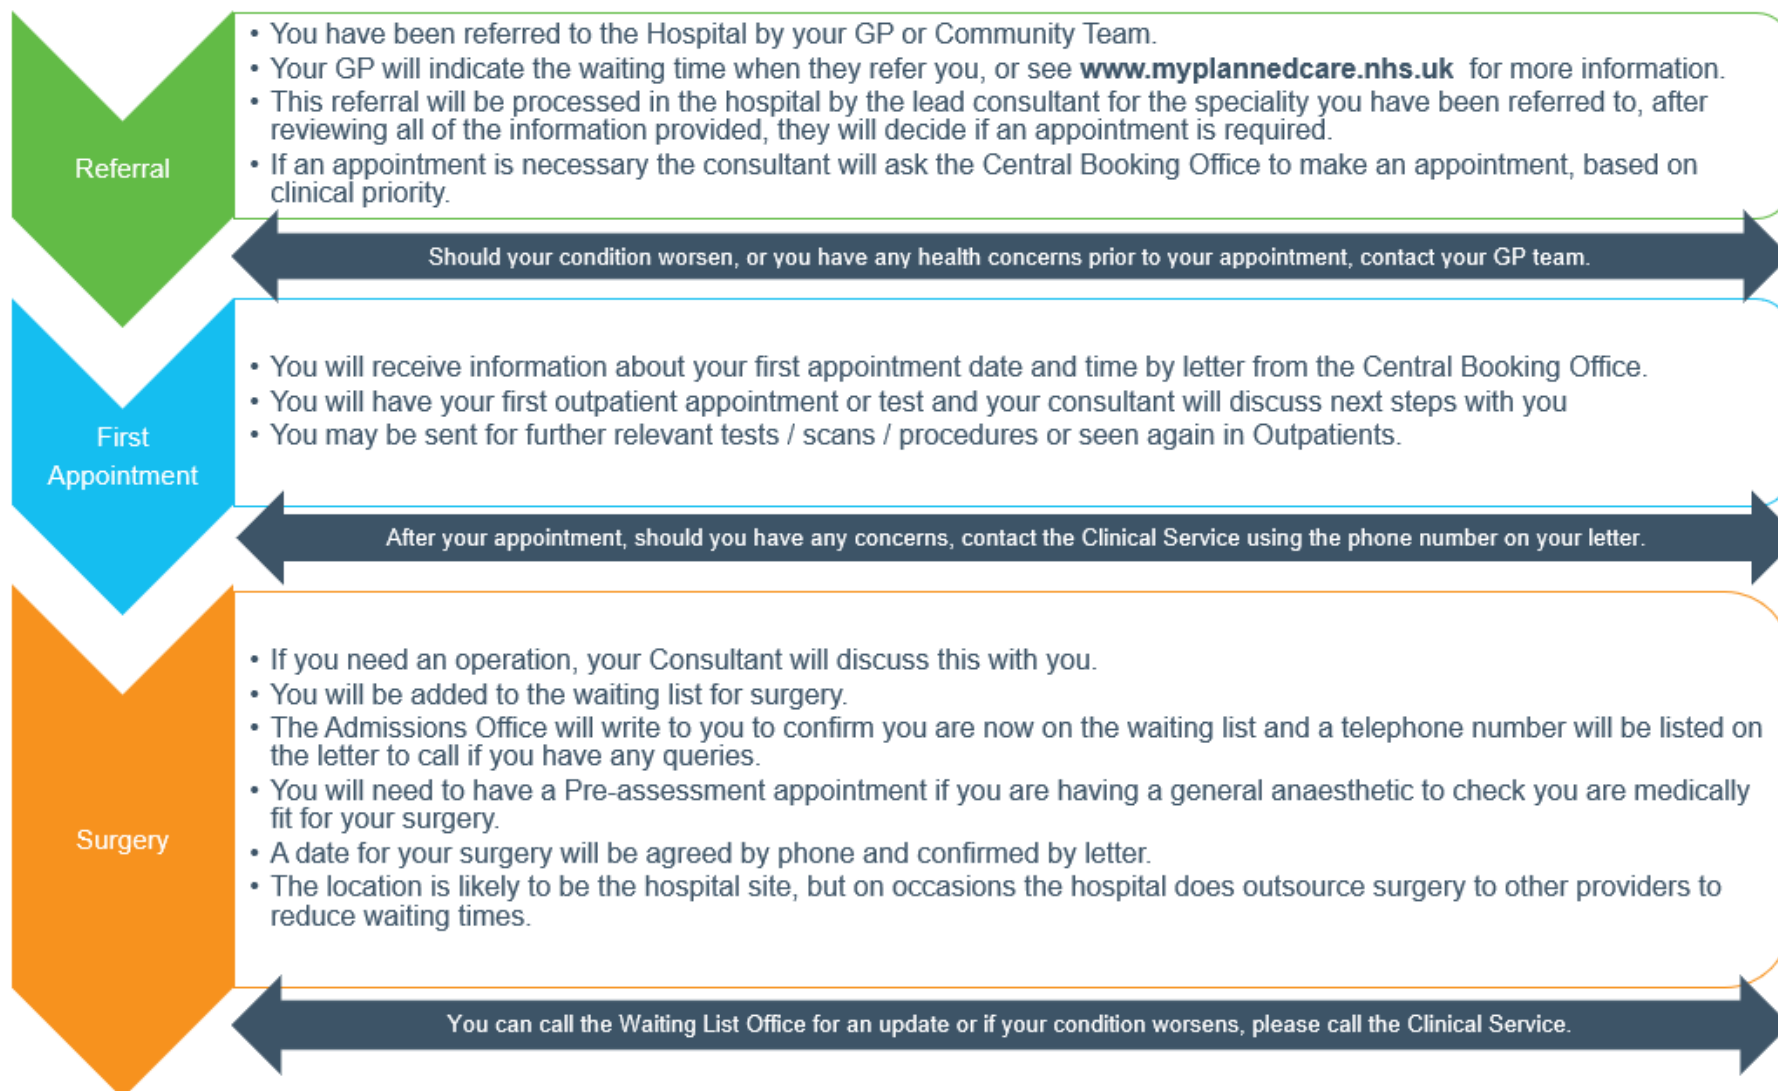 Referral
• You have been referred to the Hospital by your GP or Community Team.
• Your GP will indicate the waiting time when they refer you, or see www.myplannedcare.nhs.uk for more information.
• This referral will be processed in the hospital by the lead consultant for the speciality you have been referred to, after
reviewing all of the information provided, they will decide if an appointment is required.
• If an appointment is necessary the consultant will ask the Central Booking Office to make an appointment, based on
clinical priority.
Should your condition worsen, or you have any health concerns prior to your appointment, contact your GP team.
First
Appointment
• You will receive information about your first appointment date and time by letter from the Central Booking Office.
• You will have your first outpatient appointment or test and your consultant will discuss next steps with you
• You may be sent for further relevant tests / scans / procedures or seen again in Outpatients.
After your appointment, should you have any concerns, contact the Clinical Service using the phone number on your letter.
Surgery
• If you need an operation, your Consultant will discuss this with you.
• You will be added to the waiting list for surgery.
• The Admissions Office will write to you to confirm you are now on the waiting list and a telephone number will be listed on
the letter to call if you have any queries.
• You will need to have a Pre-assessment appointment if you are having a general anaesthetic to check you are medically
fit for your surgery.
• A date for your surgery will be agreed by phone and confirmed by letter.
• The location is likely to be the hospital site, but on occasions the hospital does outsource surgery to other providers to
reduce waiting times.
You can call the Waiting List Office for an update or if your condition worsens, please call the Clinical Service.